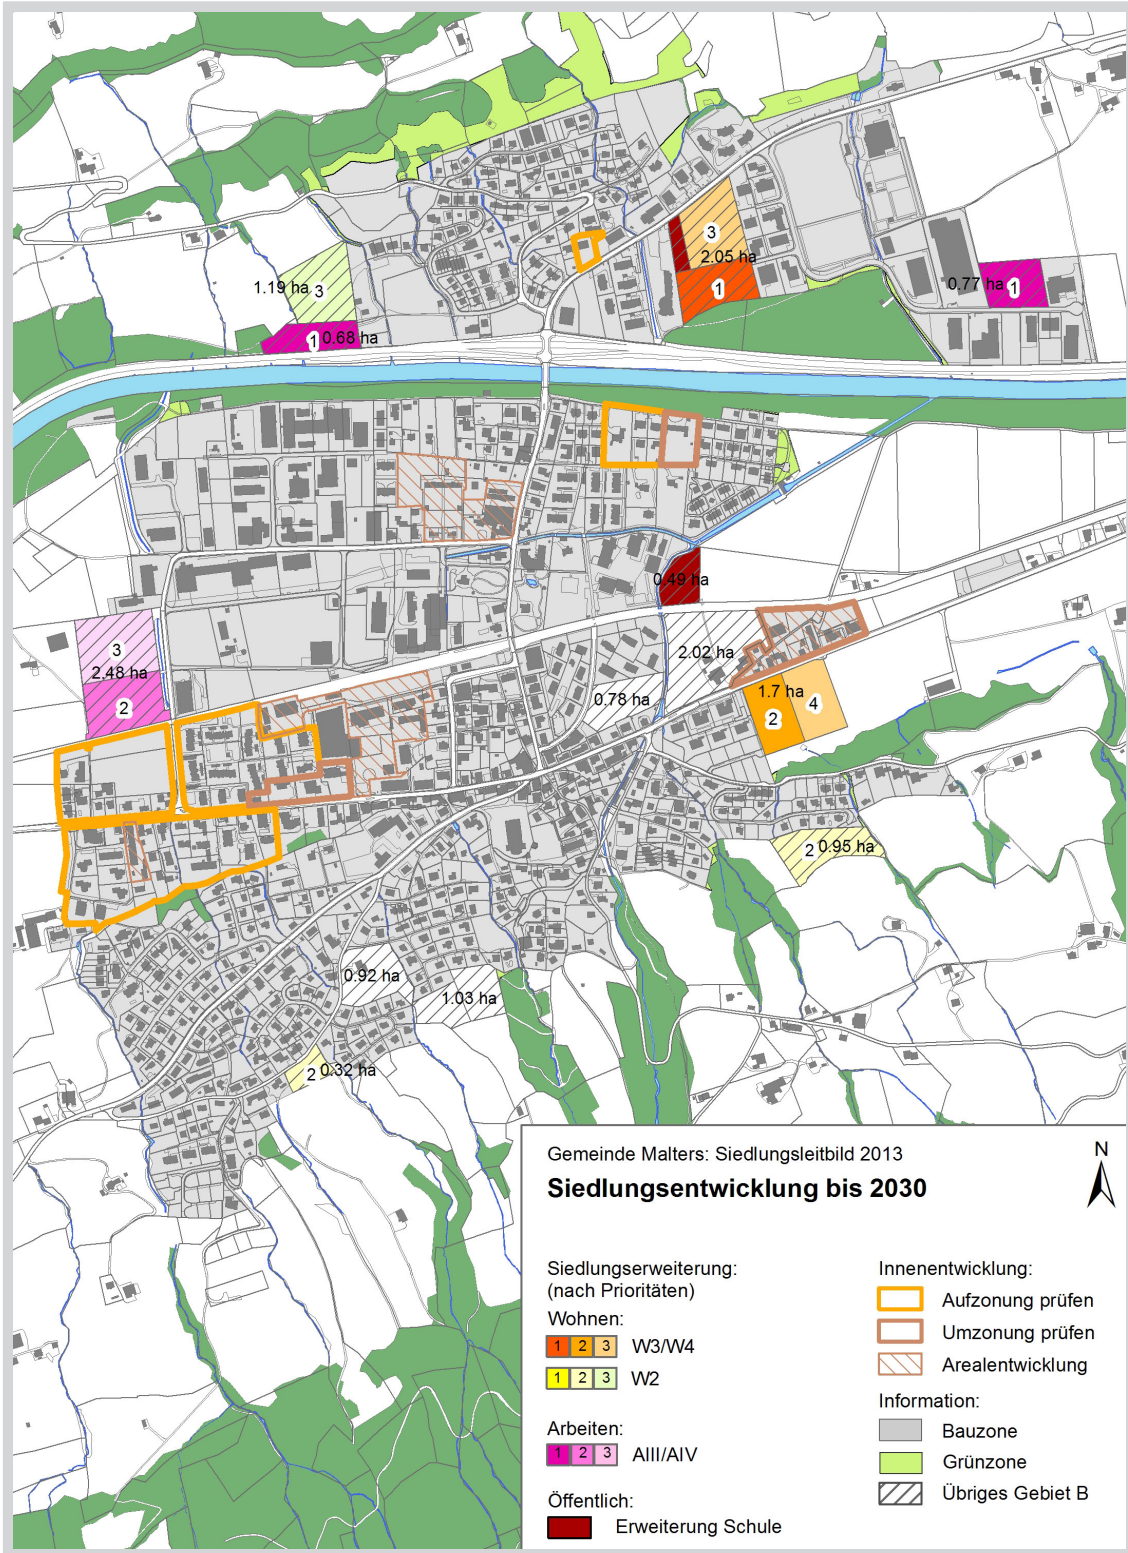 3
2.05 ha
1
0.77 ha
1
1.19 ha
3
1
0.68 ha
0.49 ha
3
2.48 ha
2
2.02 ha
0.78 ha
1.7 ha
2
4
2
0.95 ha
0.92 ha
1.03 ha
2
0.32 ha
Gemeinde Malters: Siedlungsleitbild 2013
N
Siedlungsentwicklung bis 2030
Siedlungserweiterung:
(nach Prioritäten)
Wohnen:
1 2 3 W3/W4
1 2 3 W2
Arbeiten:
1 2 3 AIII/AIV
Öffentlich:
Erweiterung Schule
Innenentwicklung:
Aufzonung prüfen
Umzonung prüfen
Arealentwicklung
Information:
Bauzone
Grünzone
Übriges Gebiet B